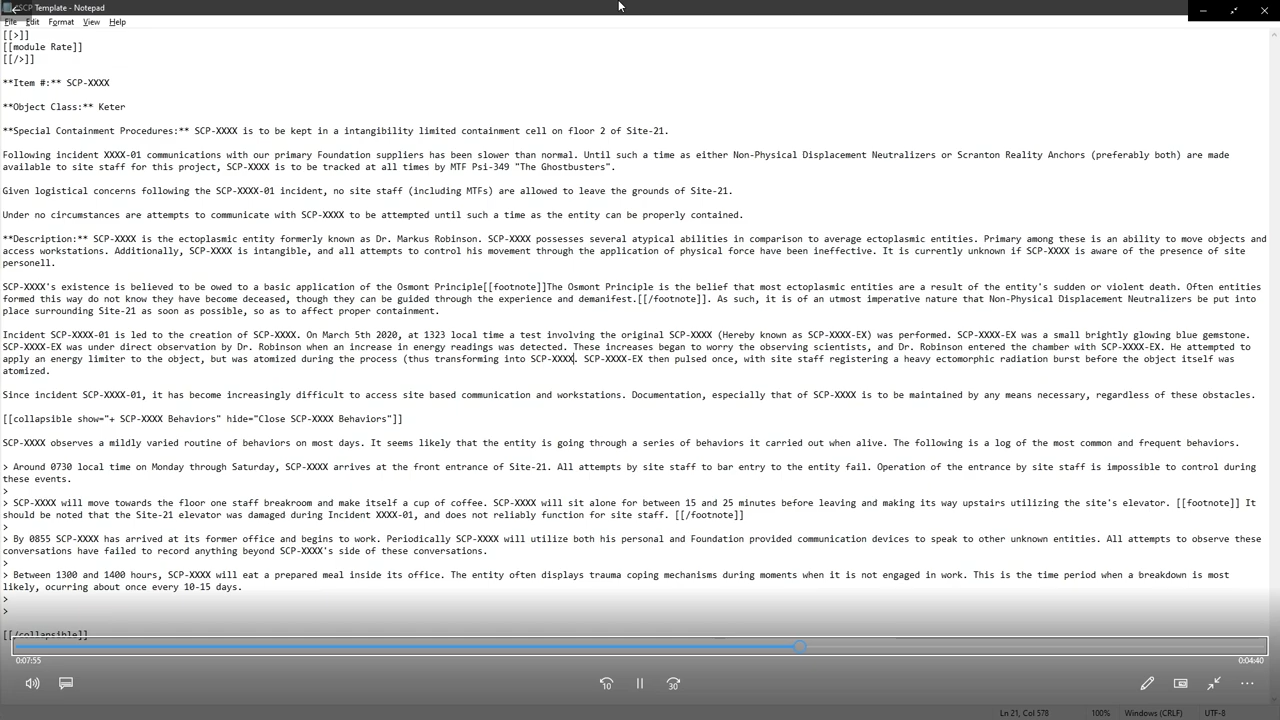 SCP Template - Notepad
File Edit Format View Help
[[>]]
[[module Rate]]
[[/>]]
**Item #:** SCP-XXXX
**Object Class:** Keter
**Special Containment Procedures:** SCP-XXXX is to be kept in a intangibility limited containment cell on floor 2 of Site-21.
Following incident XXXX-01 communications with our primary Foundation suppliers has been slower than normal. Until such a time as either Non-Physical Displacement Neutralizers or Scranton Reality Anchors (preferably both) are made
available to site staff for this project, SCP-XXXX is to be tracked at all times by MTF Psi-349 "The Ghostbusters".
Given logistical concerns following the SCP-XXXX-01 incident, no site staff (including MTFs) are allowed to leave the grounds of Site-21.
Under no circumstances are attempts to communicate with SCP-XXXX to be attempted until such a time as the entity can be properly contained.
**Description:** SCP-XXXX is the ectoplasmic entity formerly known as Dr. Markus Robinson. SCP-XXXX possesses several atypical abilities in comparison to average ectoplasmic entities. Primary among these is an ability to move objects and
access workstations. Additionally, SCP-XXXX is intangible, and all attempts to control his movement through the application of physical force have been ineffective. It is currently unknown if SCP-XXXX is aware of the presence of site
personell.
SCP-XXXX's existence is believed to be owed to a basic application of the Osmont Principle[[footnote]]The Osmont Principle is the belief that most ectoplasmic entities are a result of the entity's sudden or violent death. Often entities
formed this way do not know they have become deceased, though they can be guided through the experience and demanifest.[[/footnote]]. As such, it is of an utmost imperative nature that Non-Physical Displacement Neutralizers be put into
place surrounding Site-21 as soon as possible, so as to affect proper containment.
Incident SCP-XXXX-01 is led to the creation of SCP-XXXX. On March 5th 2020, at 1323 local time a test involving the original SCP-XXXX (Hereby known as SCP-XXXX-EX) was performed. SCP-XXXX-EX was a small brightly glowing blue gemstone.
SCP-XXXX-EX was under direct observation by Dr. Robinson when an increase in energy readings was detected. These increases began to worry the observing scientists, and Dr. Robinson entered the chamber with SCP-XXXX-EX. He attempted to
apply an energy limiter to the object, but was atomized during the process (thus transforming into SCP-XXXX. SCP-XXXX-EX then pulsed once, with site staff registering a heavy ectomorphic radiation burst before the object itself was
atomized.
Since incident SCP-XXXX-01, it has become increasingly difficult to access site based communication and workstations. Documentation, especially that of SCP-XXXX is to be maintained by any means necessary, regardless of these obstacles.
[[collapsible show="+ SCP-XXXX Behaviors" hide="Close SCP-XXXX Behaviors"]]
SCP-XXXX observes a mildly varied routine of behaviors on most days. It seems likely that the entity is going through a series of behaviors it carried out when alive. The following is a log of the most common and frequent behaviors.
> Around 0730 local time on Monday through Saturday, SCP-XXXX arrives at the front entrance of Site-21. All attempts by site staff to bar entry to the entity fail. Operation of the entrance by site staff is impossible to control during
these events.
>
> SCP-XXXX will move towards the floor one staff breakroom and make itself a cup of coffee. SCP-XXXX will sit alone for between 15 and 25 minutes before leaving and making its way upstairs utilizing the site's elevator. [[footnote]] It
should be noted that the Site-21 elevator was damaged during Incident XXXX-01, and does not reliably function for site staff. [[/footnote]]
>
> By 0855 SCP-XXXX has arrived at its former office and begins to work. Periodically SCP-XXXX will utilize both his personal and Foundation provided communication devices to speak to other unknown entities. All attempts to observe these
conversations have failed to record anything beyond SCP-XXXX's side of these conversations.
>
> Between 1300 and 1400 hours, SCP-XXXX will eat a prepared meal inside its office. The entity often displays trauma coping mechanisms during moments when it is not engaged in work. This is the time period when a breakdown is most
likely, ocurring about once every 10-15 days.
>
>
[[/collapsible]]
0:07:55
0:04:40
10
30
Ln 21, Col 578
100%
Windows (CRLF)
UTF-8